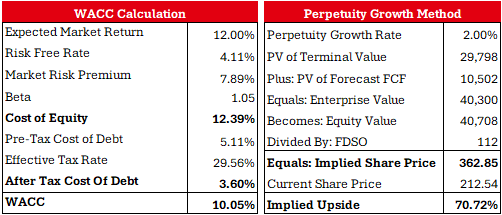 WACC Calculation
Expected Market Return 12.00%
Risk Free Rate 4.11%
Market Risk Premium 7.89%
Beta 1.05
Cost of Equity 12.39%
Pre-Tax Cost of Debt 5.11%
Effective Tax Rate 29.56%
After Tax Cost Of Debt 3.60%
WACC 10.05%
Perpetuity Growth Method
Perpetuity Growth Rate 2.00%
PV of Terminal Value 29,798
Plus: PV of Forecast FCF 10,502
Equals: Enterprise Value 40,300
Becomes: Equity Value 40,708
Divided By: FDSO 112
Equals: Implied Share Price 362.85
Current Share Price 212.54
Implied Upside 70.72%